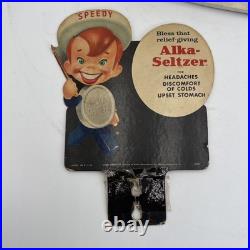 SPEEDY
Bless that
relief-giving
Alka-
Seltzer
FOR
HEADACHES
DISCOMFORT
OF COLDS
UPSET STOMACH